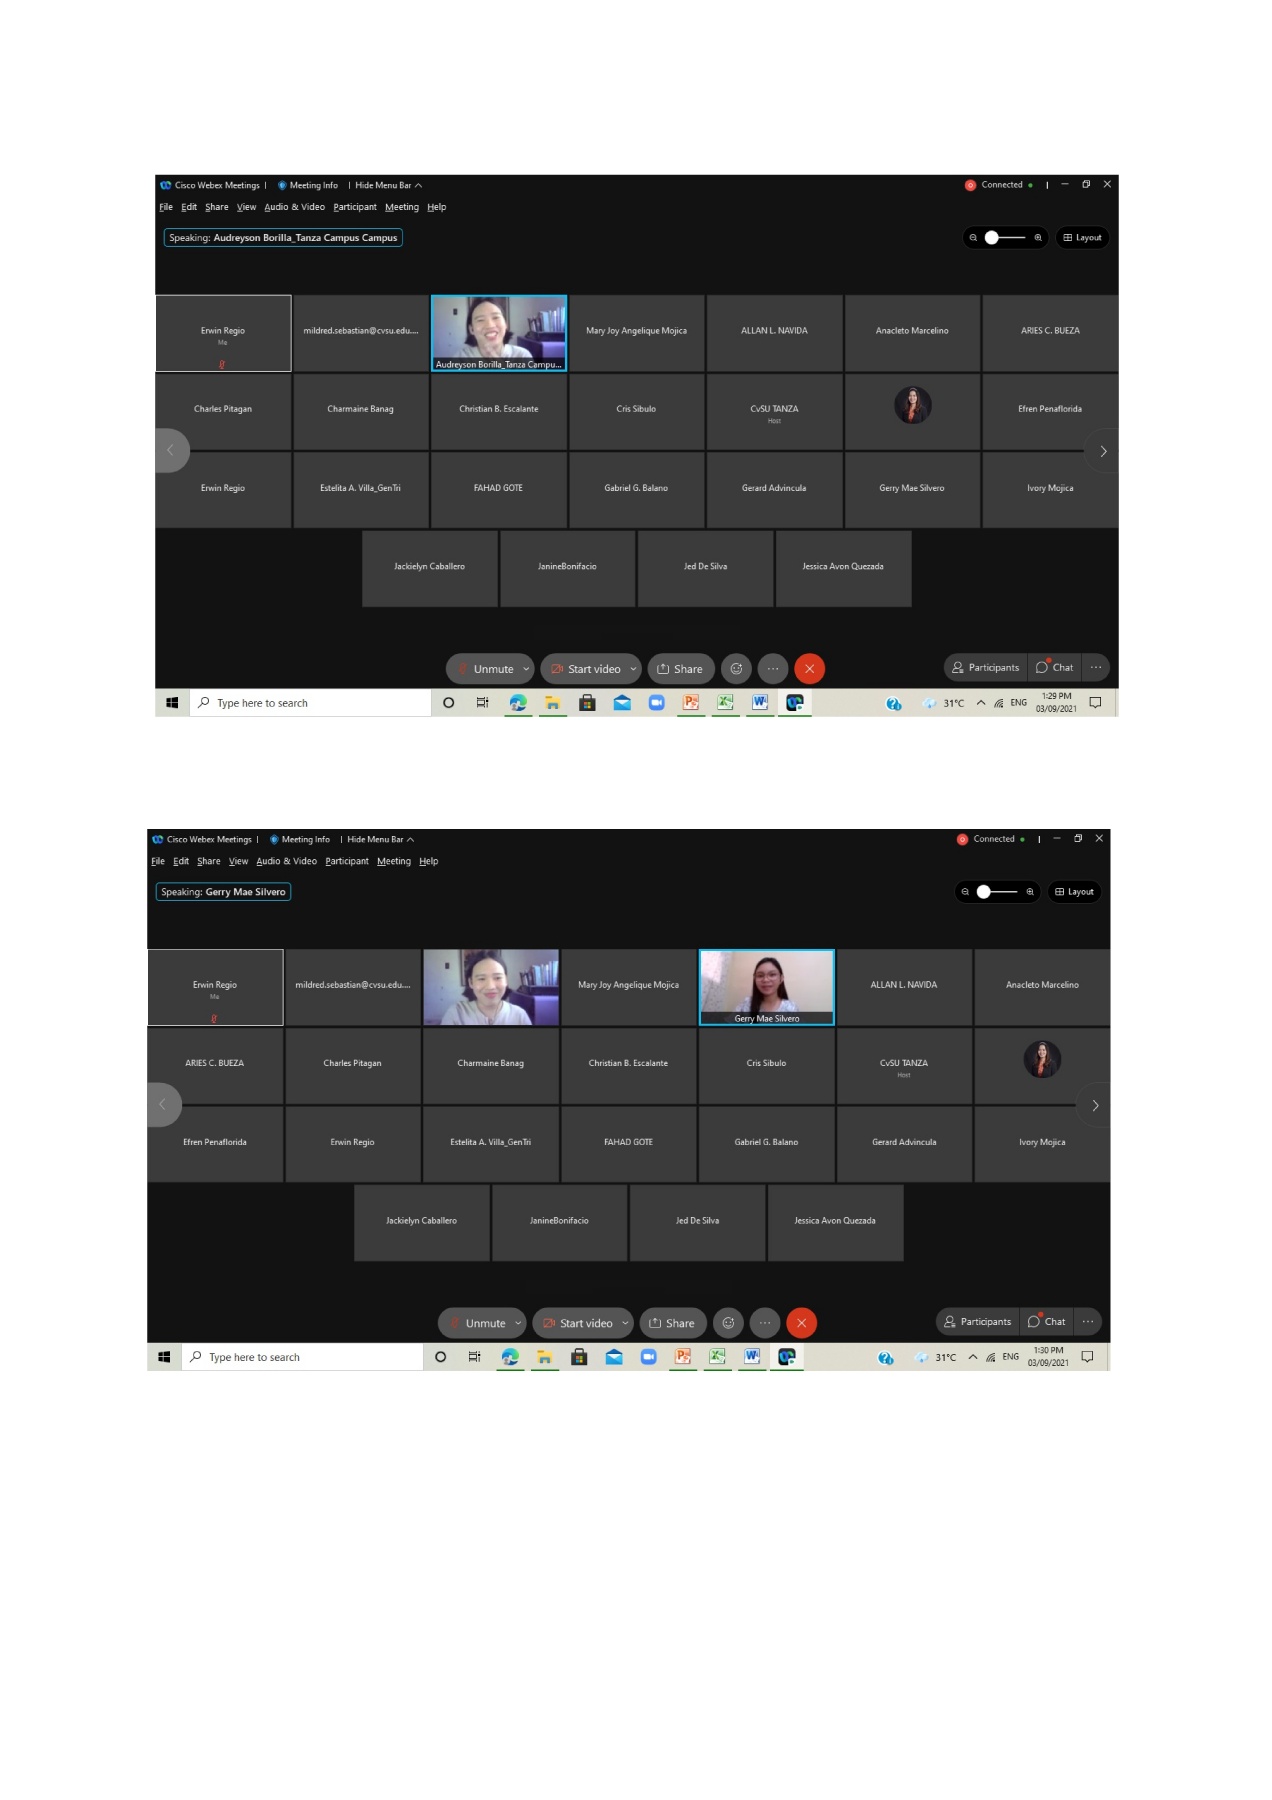 Cisco Webex Meetings | Meeting Info | Hide Menu Bar Connected
File Edit Share View Audio & Video Participant Meeting Help
Speaking: Audreyson Borilla_Tanza Campus Campus Layout
Erwin Regio mildred.sebastian@cvsu.edu.... Mary Joy Angelique Mojica ALLAN L. NAVIDA Anacleto Marcelino ARIES C. BUEZA
Me
Audreyson Borilla_Tanza Campu...
Charles Pitagan Charmaine Banag Christian B. Escalante Cris Sibulo CvSU TANZA Efren Penaflorida
Host
Erwin Regio Estelita A. Villa_GenTri FAHAD GOTE Gabriel G. Balano Gerard Advincula Gerry Mae Silvero Ivory Mojica
Jackielyn Caballero JanineBonifacio Jed De Silva Jessica Avon Quezada
Unmute Start video Share Participants Chat
Type here to search 31°C ENG 1:29 PM
03/09/2021
Cisco Webex Meetings | Meeting Info | Hide Menu Bar Connected
File Edit Share View Audio & Video Participant Meeting Help
Speaking: Gerry Mae Silvero Layout
Erwin Regio mildred.sebastian@cvsu.edu.... Mary Joy Angelique Mojica ALLAN L. NAVIDA Anacleto Marcelino
Me
Gerry Mae Silvero
ARIES C. BUEZA Charles Pitagan Charmaine Banag Christian B. Escalante Cris Sibulo CvSU TANZA
Host
Efren Penaflorida Erwin Regio Estelita A. Villa_GenTri FAHAD GOTE Gabriel G. Balano Gerard Advincula Ivory Mojica
Jackielyn Caballero JanineBonifacio Jed De Silva Jessica Avon Quezada
Unmute Start video Share Participants Chat
Type here to search 31°C ENG 1:30 PM
03/09/2021